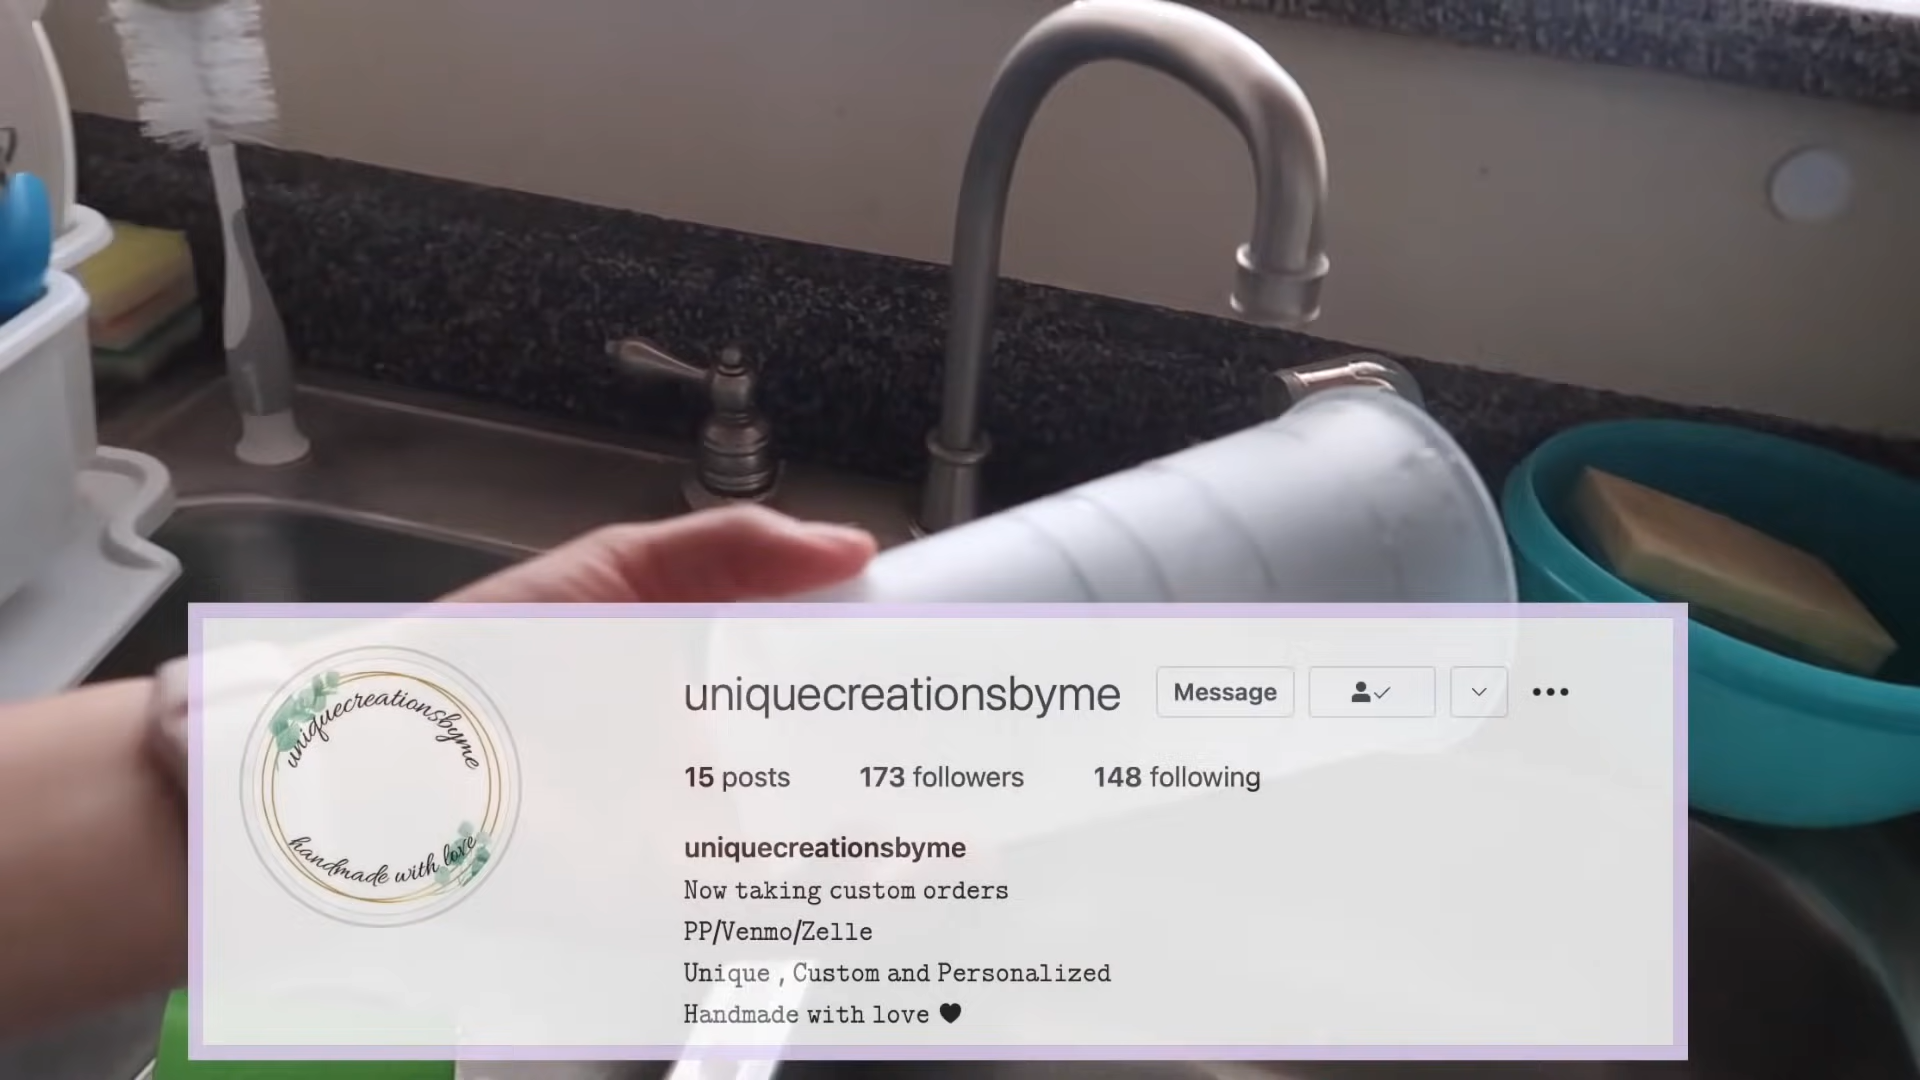 uniquecreationsbyme
handmade with love
uniquecreationsbyme Message
15 posts 173 followers 148 following
uniquecreationsbyme
Now taking custom orders
PP/Venmo/Zelle
Unique , Custom and Personalized
Handmade with love 🖤